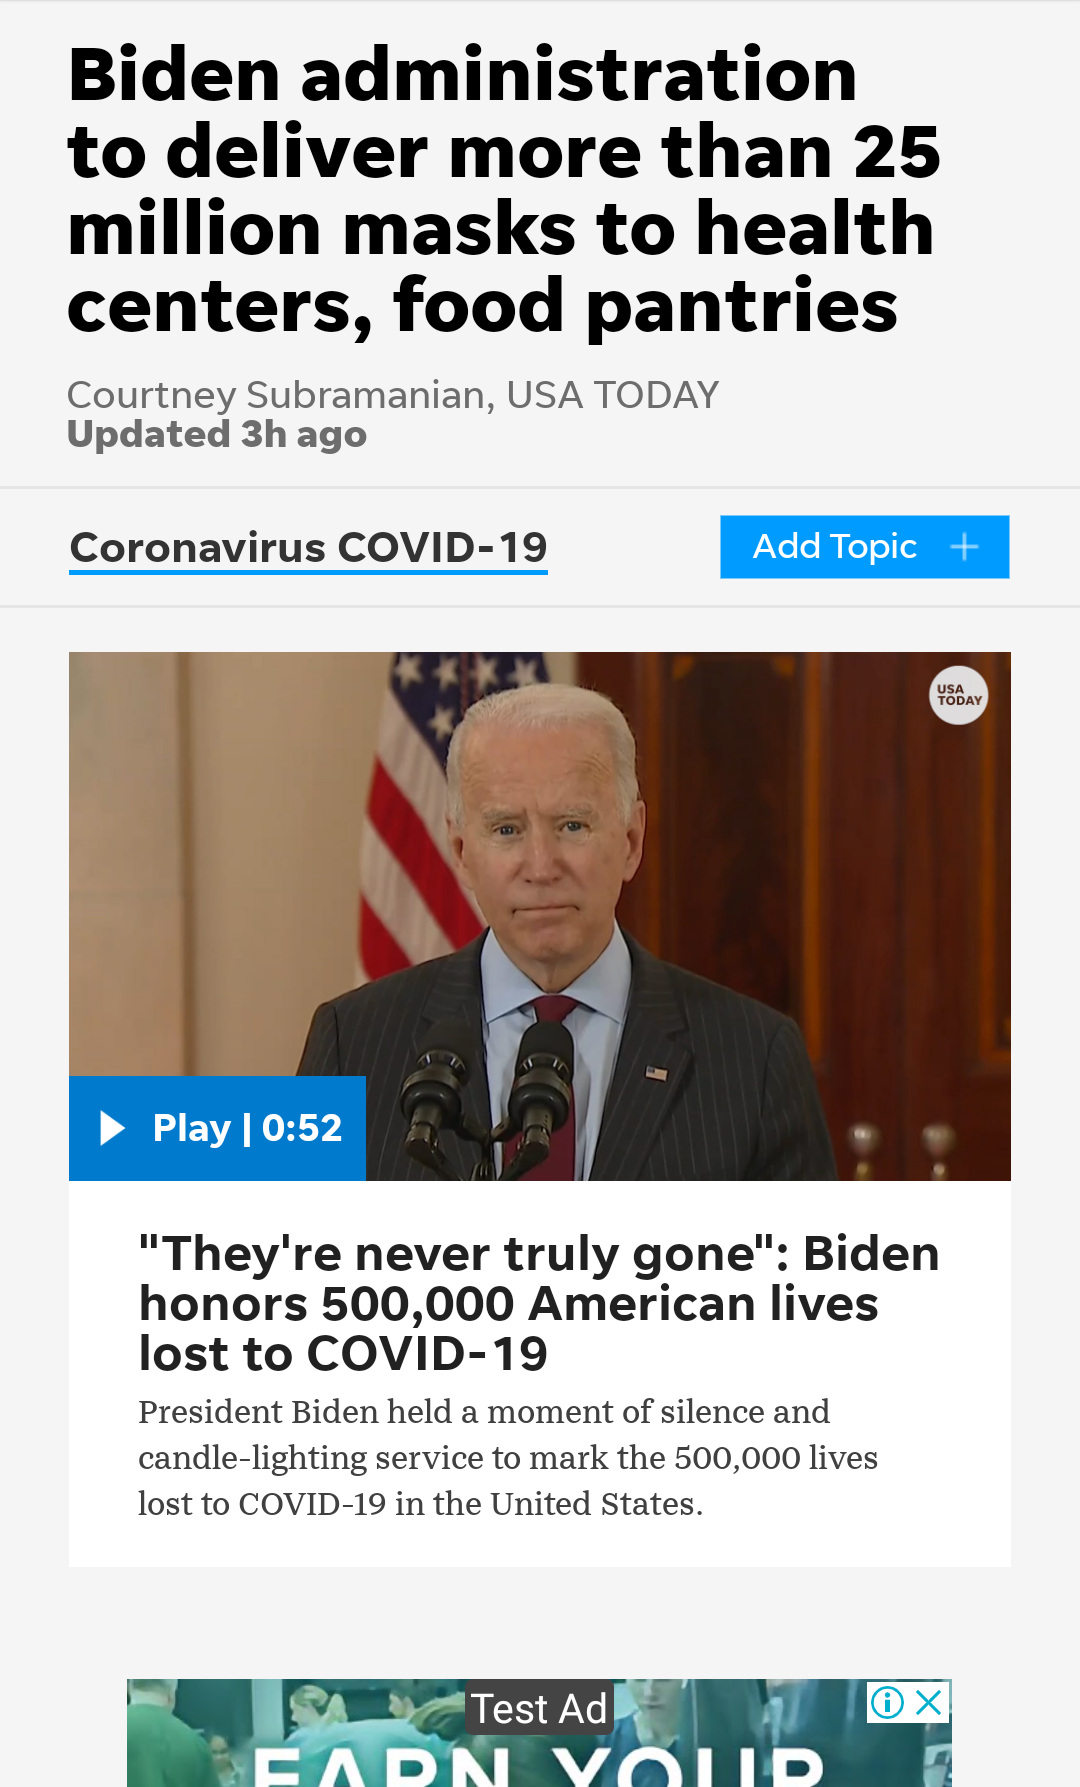 Biden administration
to deliver more than 25
million masks to health
centers, food pantries
Courtney Subramanian, USA TODAY
Updated 3h ago
Coronavirus COVID-19
Add Topic
USA
TODAY
Play | 0:52
"They're never truly gone": Biden
honors 500,000 American lives
lost to COVID-19
President Biden held a moment of silence and
candle-lighting service to mark the 500,000 lives
lost to COVID-19 in the United States.
Test Ad
EARN YOUR